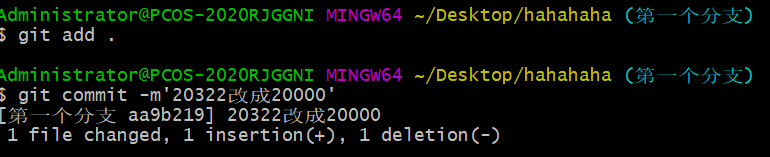 Administrator@PCOS-2020RJGGNI MINGW64 ~/Desktop/hahahaha (第一个分支)
$ git add .
Administrator@PCOS-2020RJGGNI MINGW64 ~/Desktop/hahahaha (第一个分支)
$ git commit -m'20322改成20000'
[第一个分支 aa9b219] 20322改成20000
1 file changed, 1 insertion(+), 1 deletion(-)